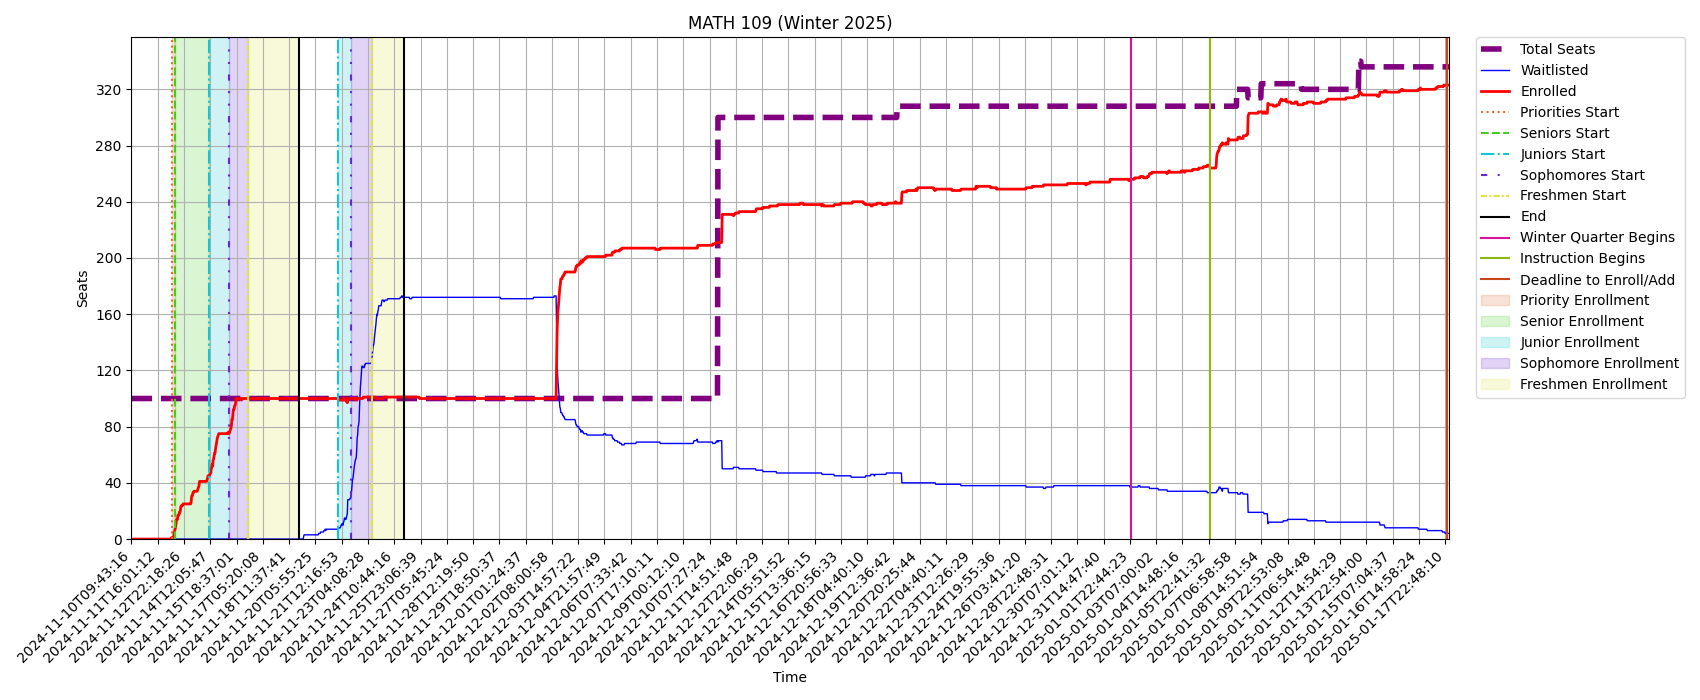 MATH 109 (Winter 2025)
Seats
320
280
240
200
160
120
80
40
0
2024-11-10T09:43:16
2024-11-11T16:01:12
2024-11-12T22:18:26
2024-11-14T12:05:47
2024-11-15T18:37:01
2024-11-17T05:20:08
2024-11-18T11:37:41
2024-11-20T05:55:25
2024-11-21T12:16:53
2024-11-23T04:08:28
2024-11-24T10:44:16
2024-11-25T23:06:39
2024-11-27T05:45:24
2024-11-28T12:19:50
2024-11-29T18:50:37
2024-12-01T01:24:37
2024-12-02T08:00:58
2024-12-03T14:57:22
2024-12-04T21:57:49
2024-12-06T07:33:42
2024-12-07T17:10:11
2024-12-09T00:12:10
2024-12-10T07:27:24
2024-12-11T14:51:48
2024-12-12T22:06:29
2024-12-14T05:51:52
2024-12-15T13:36:15
2024-12-16T20:56:33
2024-12-18T04:40:10
2024-12-19T12:36:42
2024-12-20T20:25:44
2024-12-22T04:40:11
2024-12-23T12:26:29
2024-12-24T19:55:36
2024-12-26T03:41:20
2024-12-28T22:48:31
2024-12-30T07:01:12
2024-12-31T14:47:40
2025-01-01T22:44:23
2025-01-03T07:00:02
2025-01-04T14:48:16
2025-01-05T22:41:32
2025-01-07T06:58:58
2025-01-08T14:51:54
2025-01-09T22:53:08
2025-01-11T06:54:48
2025-01-12T14:54:29
2025-01-13T22:54:00
2025-01-15T07:04:37
2025-01-16T14:58:24
2025-01-17T22:48:10
Time
Total Seats
Waitlisted
Enrolled
Priorities Start
Seniors Start
Juniors Start
Sophomores Start
Freshmen Start
End
Winter Quarter Begins
Instruction Begins
Deadline to Enroll/Add
Priority Enrollment
Senior Enrollment
Junior Enrollment
Sophomore Enrollment
Freshmen Enrollment